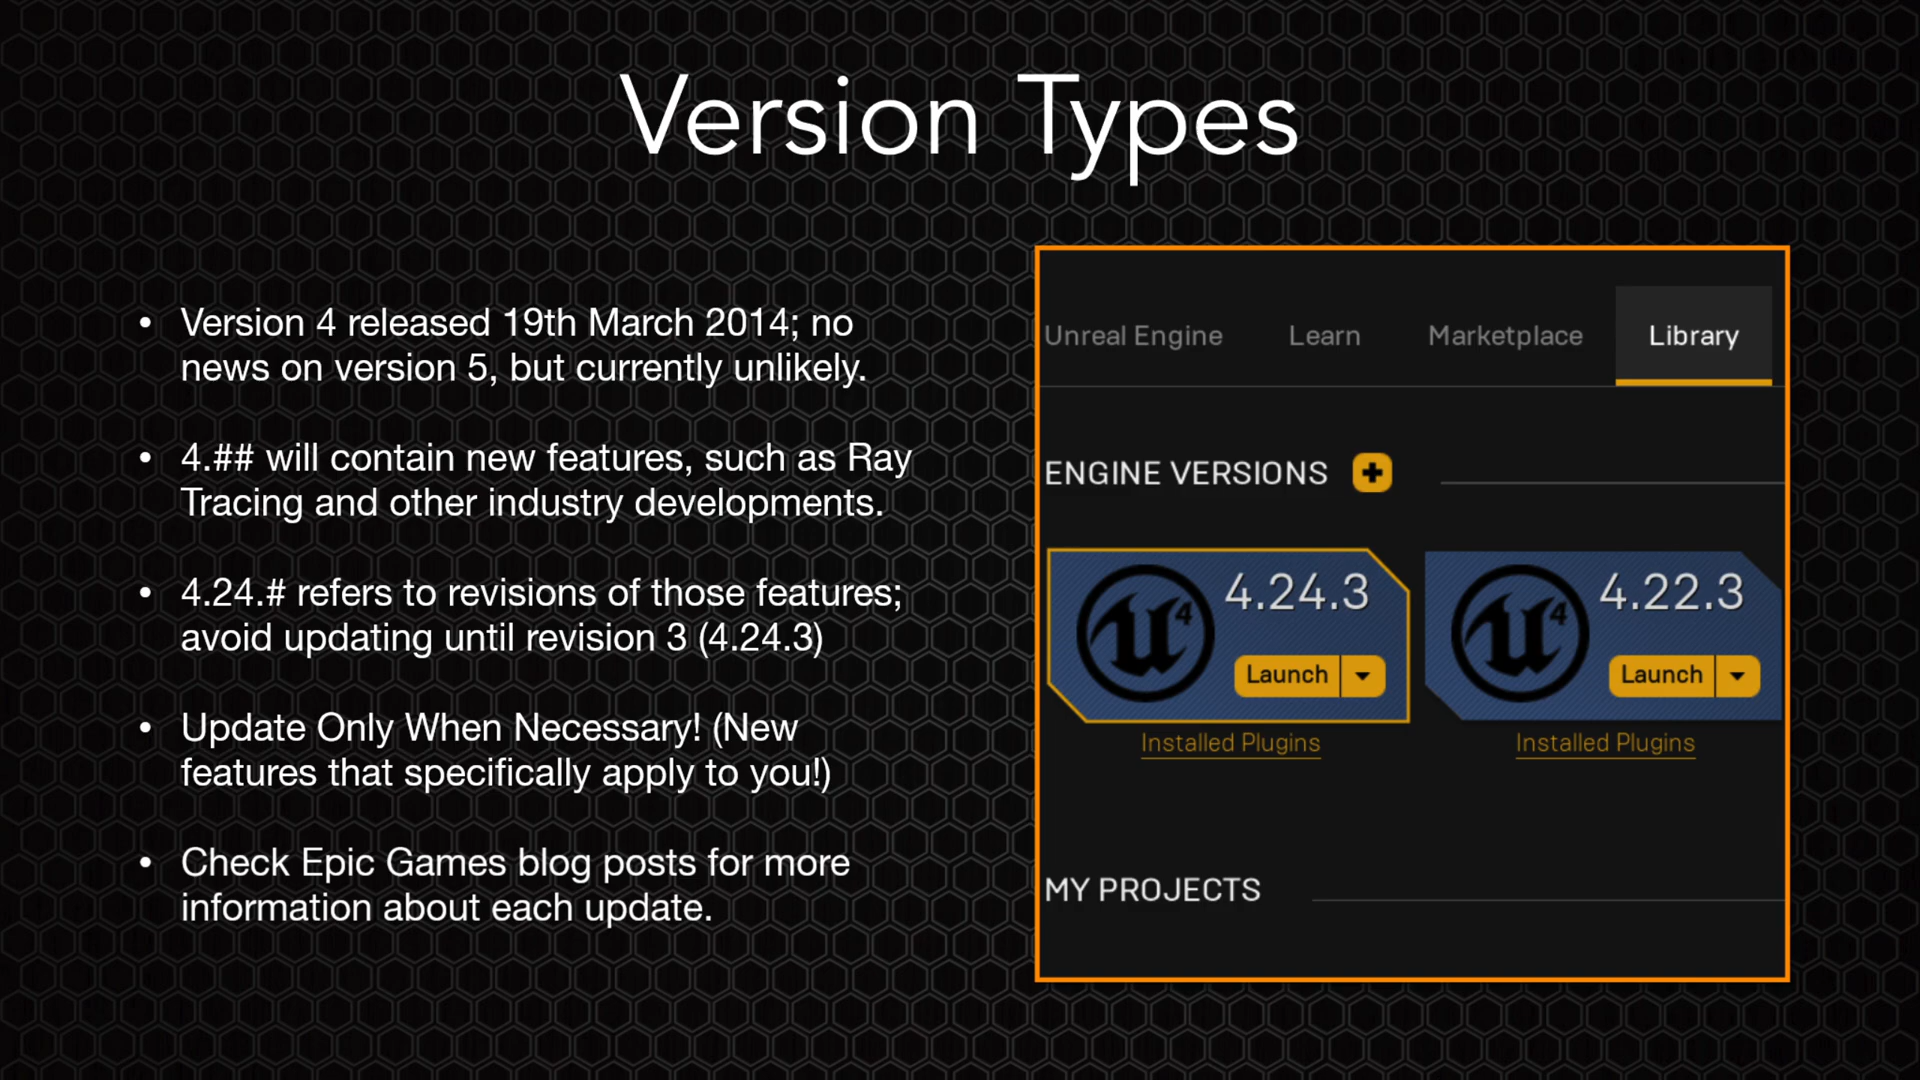 Version Types
• Version 4 released 19th March 2014; no
news on version 5, but currently unlikely.
• 4.## will contain new features, such as Ray
Tracing and other industry developments.
• 4.24.# refers to revisions of those features;
avoid updating until revision 3 (4.24.3)
• Update Only When Necessary! (New
features that specifically apply to you!)
• Check Epic Games blog posts for more
information about each update.
Unreal Engine Learn Marketplace Library
ENGINE VERSIONS
4.24.3
Launch
Installed Plugins
4.22.3
Launch
Installed Plugins
MY PROJECTS